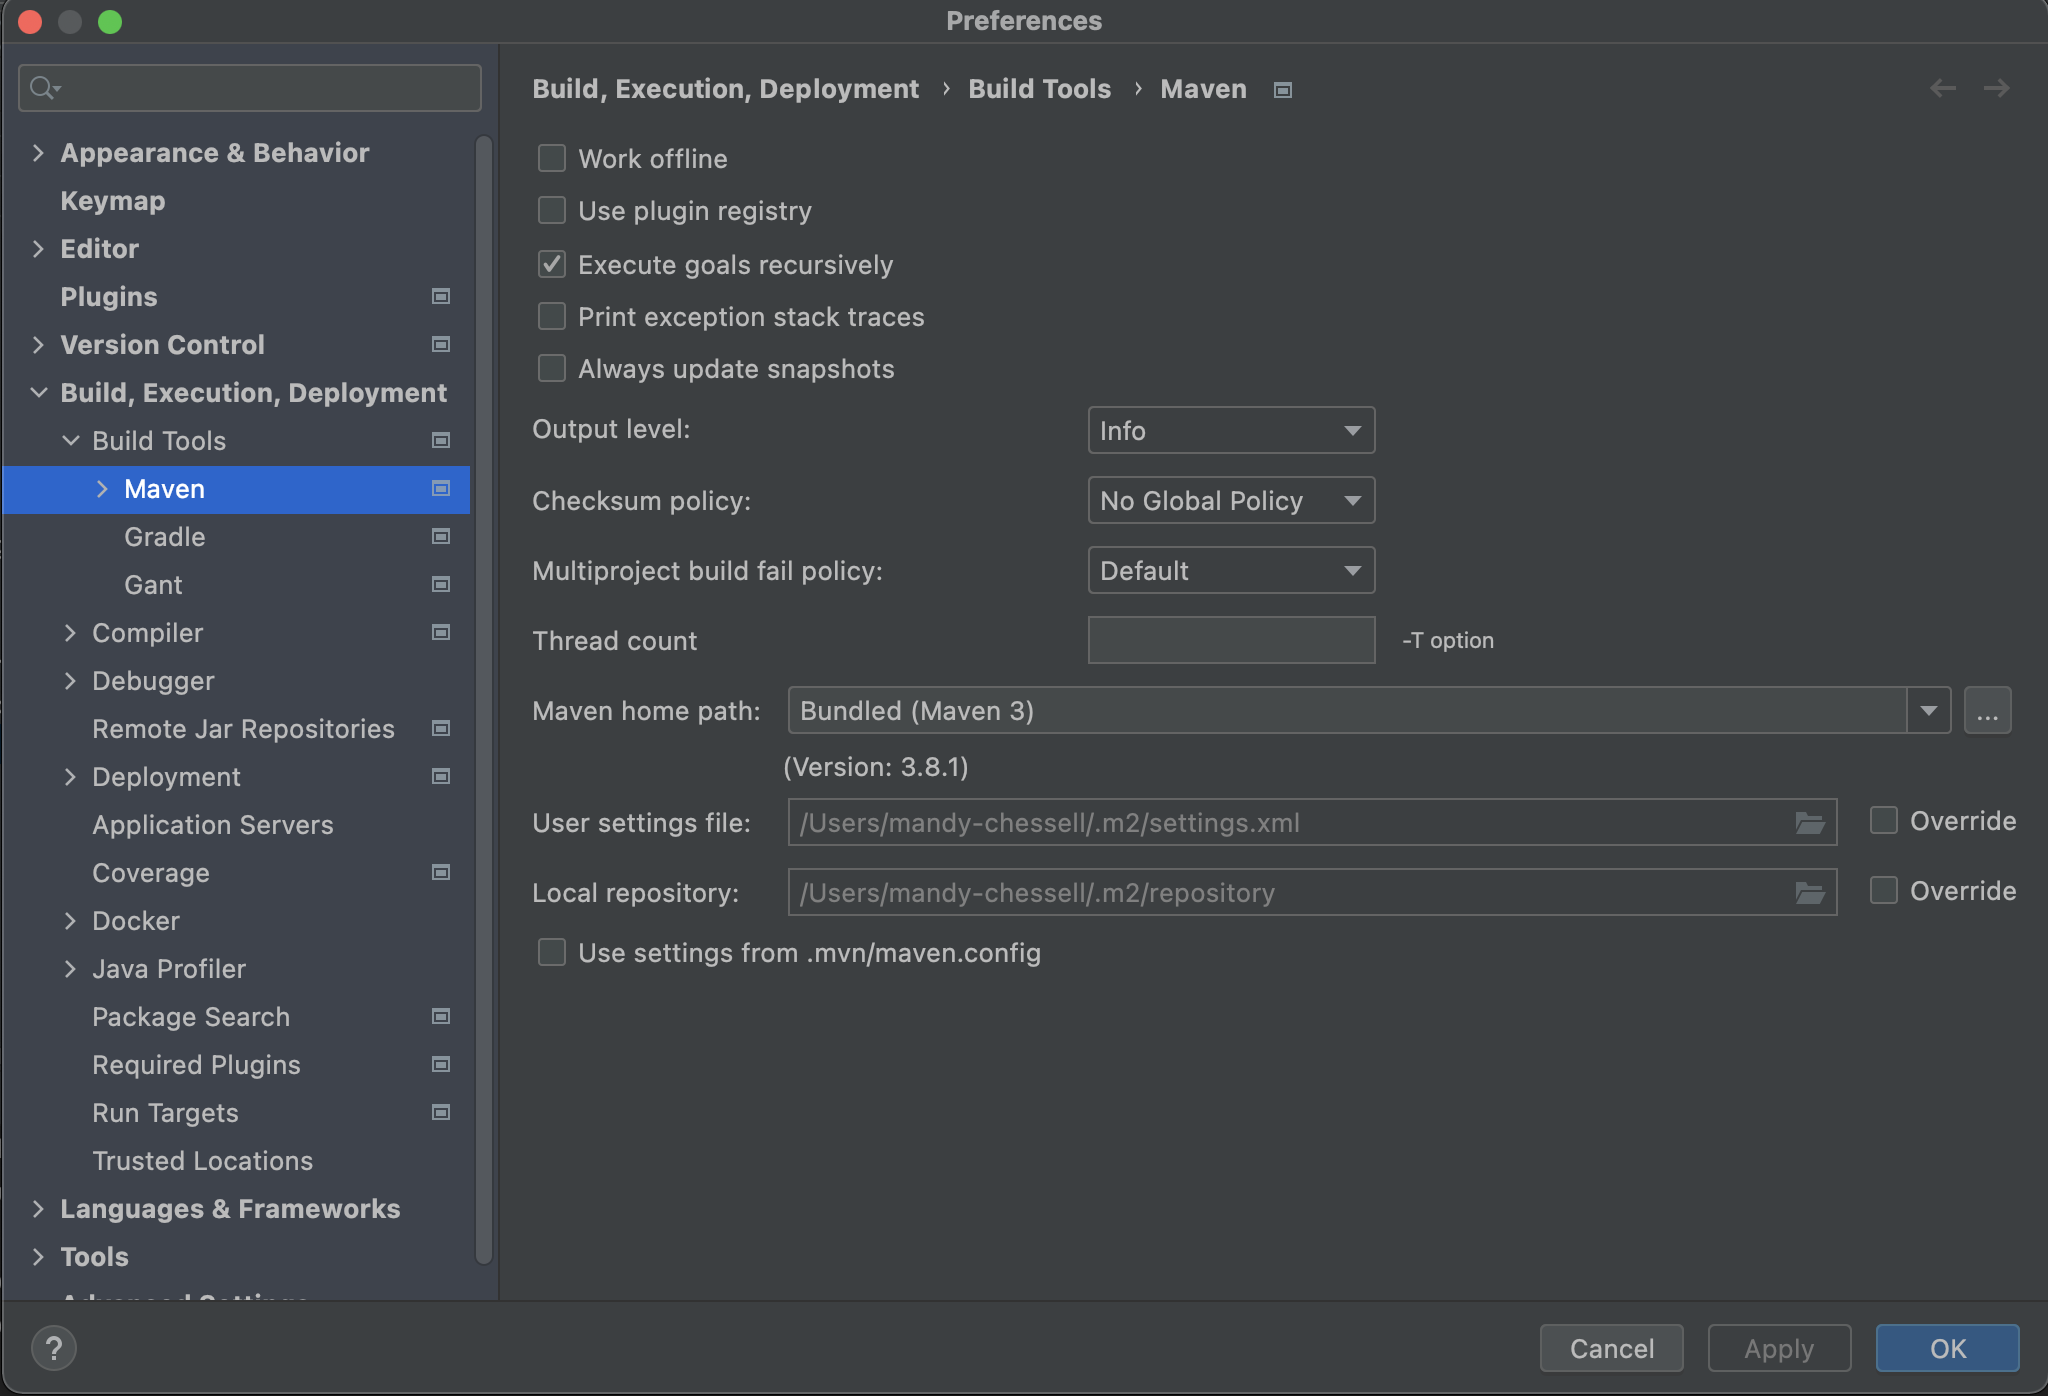 Preferences
Appearance & Behavior
Keymap
Editor
Plugins
Version Control
Build, Execution, Deployment
Build Tools
Maven
Gradle
Gant
Compiler
Debugger
Remote Jar Repositories
Deployment
Application Servers
Coverage
Docker
Java Profiler
Package Search
Required Plugins
Run Targets
Trusted Locations
Languages & Frameworks
Tools
Advanced Settings
Build, Execution, Deployment › Build Tools › Maven
Work offline
Use plugin registry
Execute goals recursively
Print exception stack traces
Always update snapshots
Output level: Info
Checksum policy: No Global Policy
Multiproject build fail policy: Default
Thread count -T option
Maven home path: Bundled (Maven 3) ...
(Version: 3.8.1)
User settings file: /Users/mandy-chessell/.m2/settings.xml Override
Local repository: /Users/mandy-chessell/.m2/repository Override
Use settings from .mvn/maven.config
? Cancel Apply OK